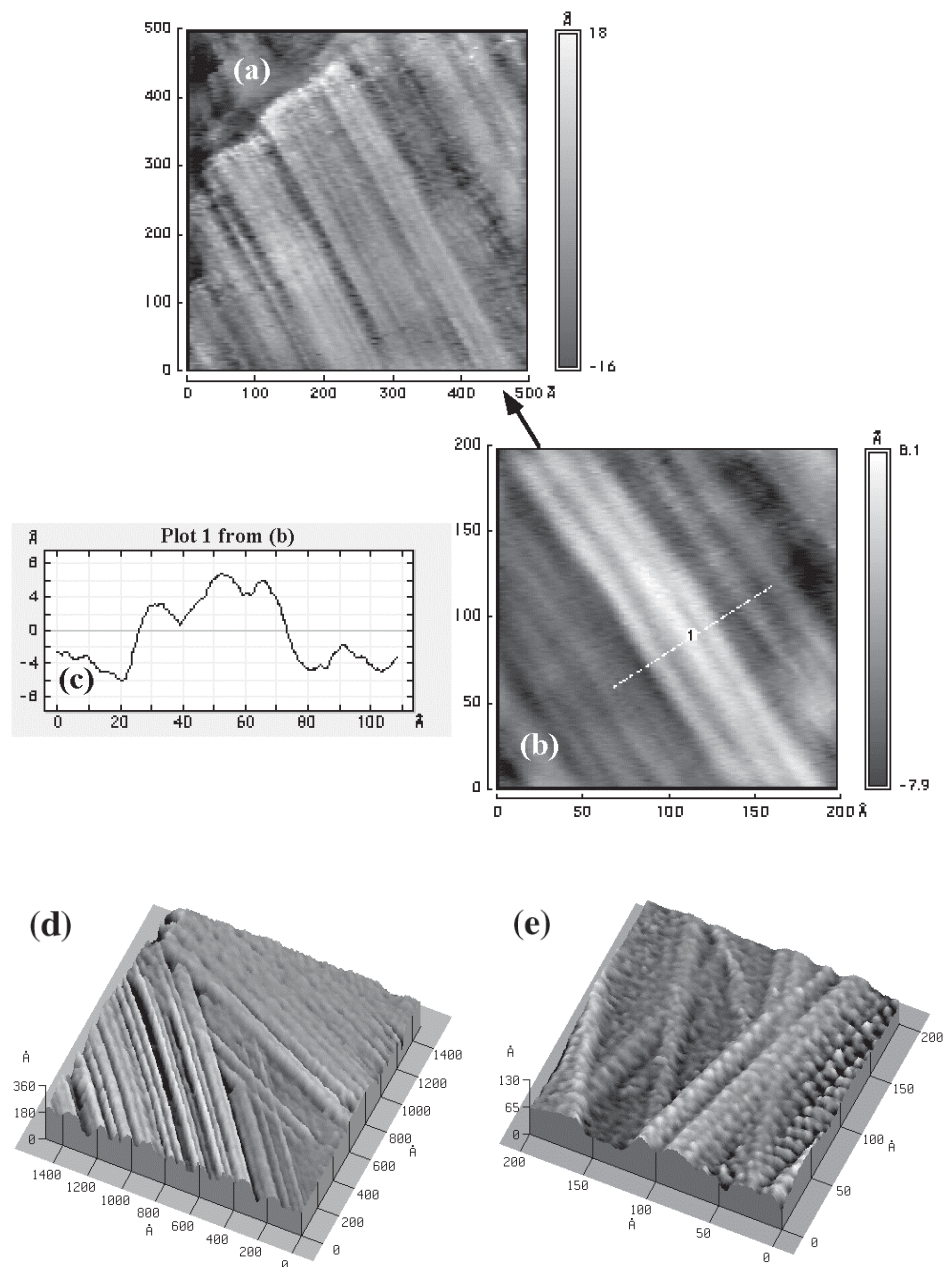 Å
500
18
(a)
400
300
200
100
0
-16
0 100 200 300 400 500 Å
Å
200
8.1
150
100
1
50
(b)
0
-7.9
0 50 100 150 200 Å
Plot 1 from (b)
Å
8
4
0
-4
(c)
-8
0 20 40 60 80 100 Å
(d)
Å
360
180
0
1400
1200
1000
800
Å
600
400
200
0
0
200
400
600
Å
800
1000
1200
1400
(e)
Å
130
65
0
200
150
100
Å
50
0
0
50
100
Å
150
200